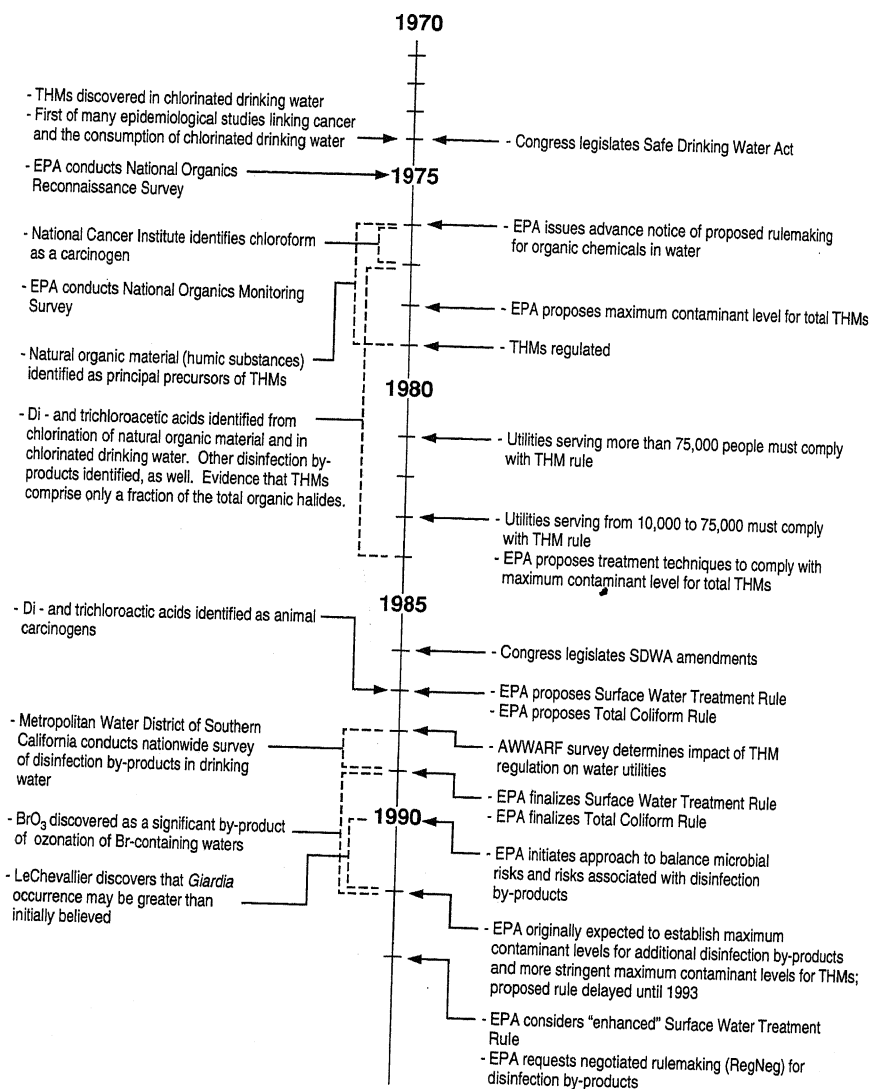 1970
- THMs discovered in chlorinated drinking water
- First of many epidemiological studies linking cancer
and the consumption of chlorinated drinking water
- Congress legislates Safe Drinking Water Act
- EPA conducts National Organics
Reconnaissance Survey
1975
- National Cancer Institute identifies chloroform
as a carcinogen
- EPA issues advance notice of proposed rulemaking
for organic chemicals in water
- EPA conducts National Organics Monitoring
Survey
- EPA proposes maximum contaminant level for total THMs
- Natural organic material (humic substances)
identified as principal precursors of THMs
- THMs regulated
1980
- Di - and trichloroacetic acids identified from
chlorination of natural organic material and in
chlorinated drinking water. Other disinfection by-
products identified, as well. Evidence that THMs
comprise only a fraction of the total organic halides.
- Utilities serving more than 75,000 people must comply
with THM rule
- Utilities serving from 10,000 to 75,000 must comply
with THM rule
- EPA proposes treatment techniques to comply with
maximum contaminant level for total THMs
1985
- Di - and trichloroactic acids identified as animal
carcinogens
- Congress legislates SDWA amendments
- EPA proposes Surface Water Treatment Rule
- EPA proposes Total Coliform Rule
- Metropolitan Water District of Southern
California conducts nationwide survey
of disinfection by-products in drinking
water
- AWWARF survey determines impact of THM
regulation on water utilities
- EPA finalizes Surface Water Treatment Rule
- EPA finalizes Total Coliform Rule
1990
- BrO3 discovered as a significant by-product
of ozonation of Br-containing waters
- EPA initiates approach to balance microbial
risks and risks associated with disinfection
by-products
- LeChevallier discovers that Giardia
occurrence may be greater than
initially believed
- EPA originally expected to establish maximum
contaminant levels for additional disinfection by-products
and more stringent maximum contaminant levels for THMs;
proposed rule delayed until 1993
- EPA considers “enhanced” Surface Water Treatment
Rule
- EPA requests negotiated rulemaking (RegNeg) for
disinfection by-products